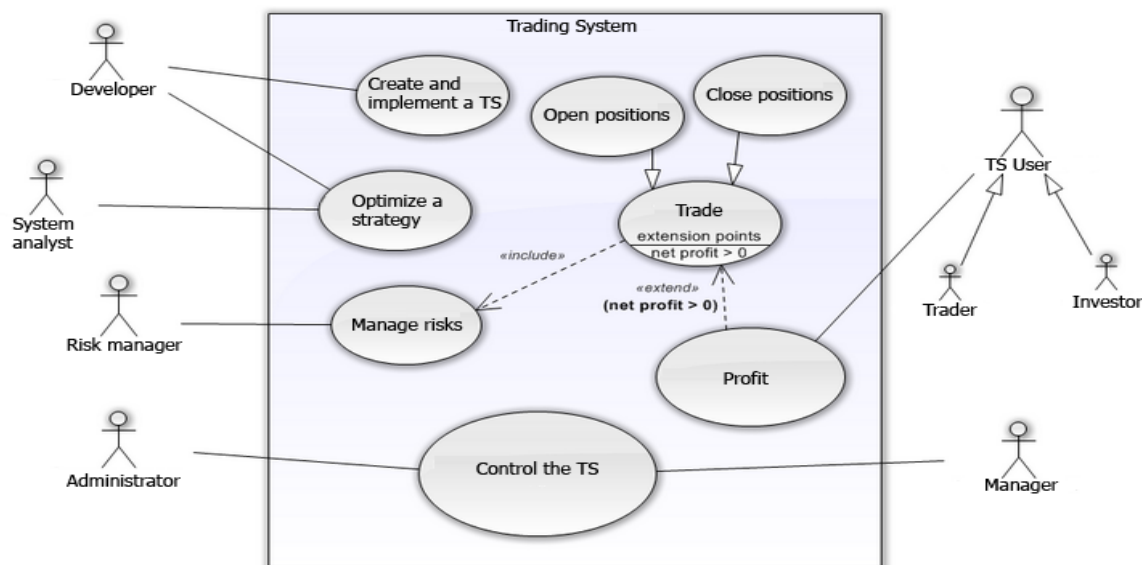 Trading System
Developer
Create and
implement a TS
Open positions
Close positions
TS User
System
analyst
Optimize a
strategy
Trade
extension points
net profit > 0
«include»
«extend»
(net profit > 0)
Trader
Investor
Risk manager
Manage risks
Profit
Administrator
Control the TS
Manager